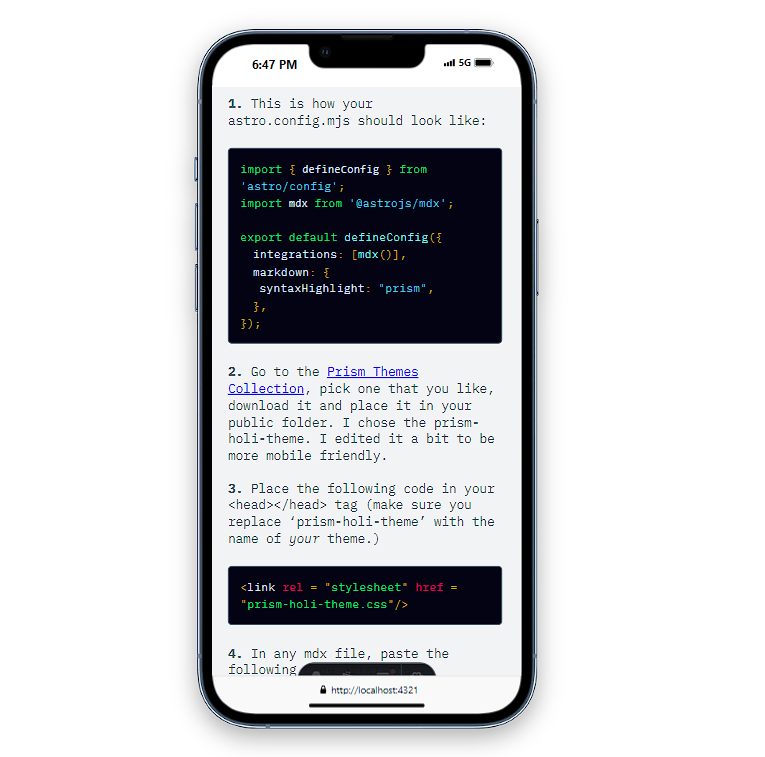 6:47 PM
5G
1. This is how your
astro.config.mjs should look like:
import { defineConfig } from
'astro/config';
import mdx from '@astrojs/mdx';
export default defineConfig({
integrations: [mdx()],
markdown: {
syntaxHighlight: "prism",
},
});
2. Go to the Prism Themes
Collection, pick one that you like,
download it and place it in your
public folder. I chose the prism-
holi-theme. I edited it a bit to be
more mobile friendly.
3. Place the following code in your
<head></head> tag (make sure you
replace ‘prism-holi-theme’ with the
name of your theme.)
<link rel = "stylesheet" href =
"prism-holi-theme.css"/>
4. In any mdx file, paste the
following
http://localhost:4321